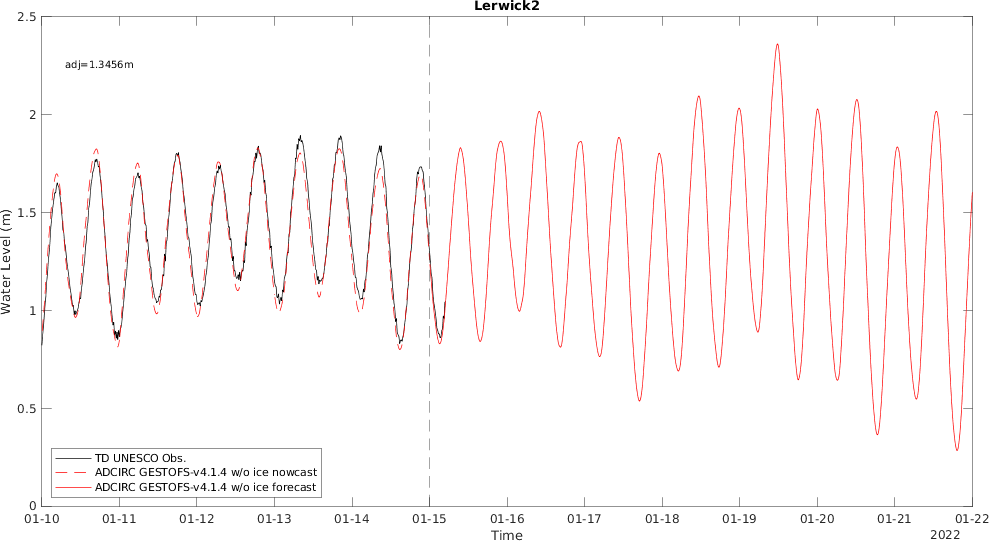 Lerwick2
2.5
adj=1.3456m
2
1.5
1
0.5
0
Water Level (m)
TD UNESCO Obs.
ADCIRC GESTOFS-v4.1.4 w/o ice nowcast
ADCIRC GESTOFS-v4.1.4 w/o ice forecast
01-10 01-11 01-12 01-13 01-14 01-15 01-16 01-17 01-18 01-19 01-20 01-21 01-22
Time
2022